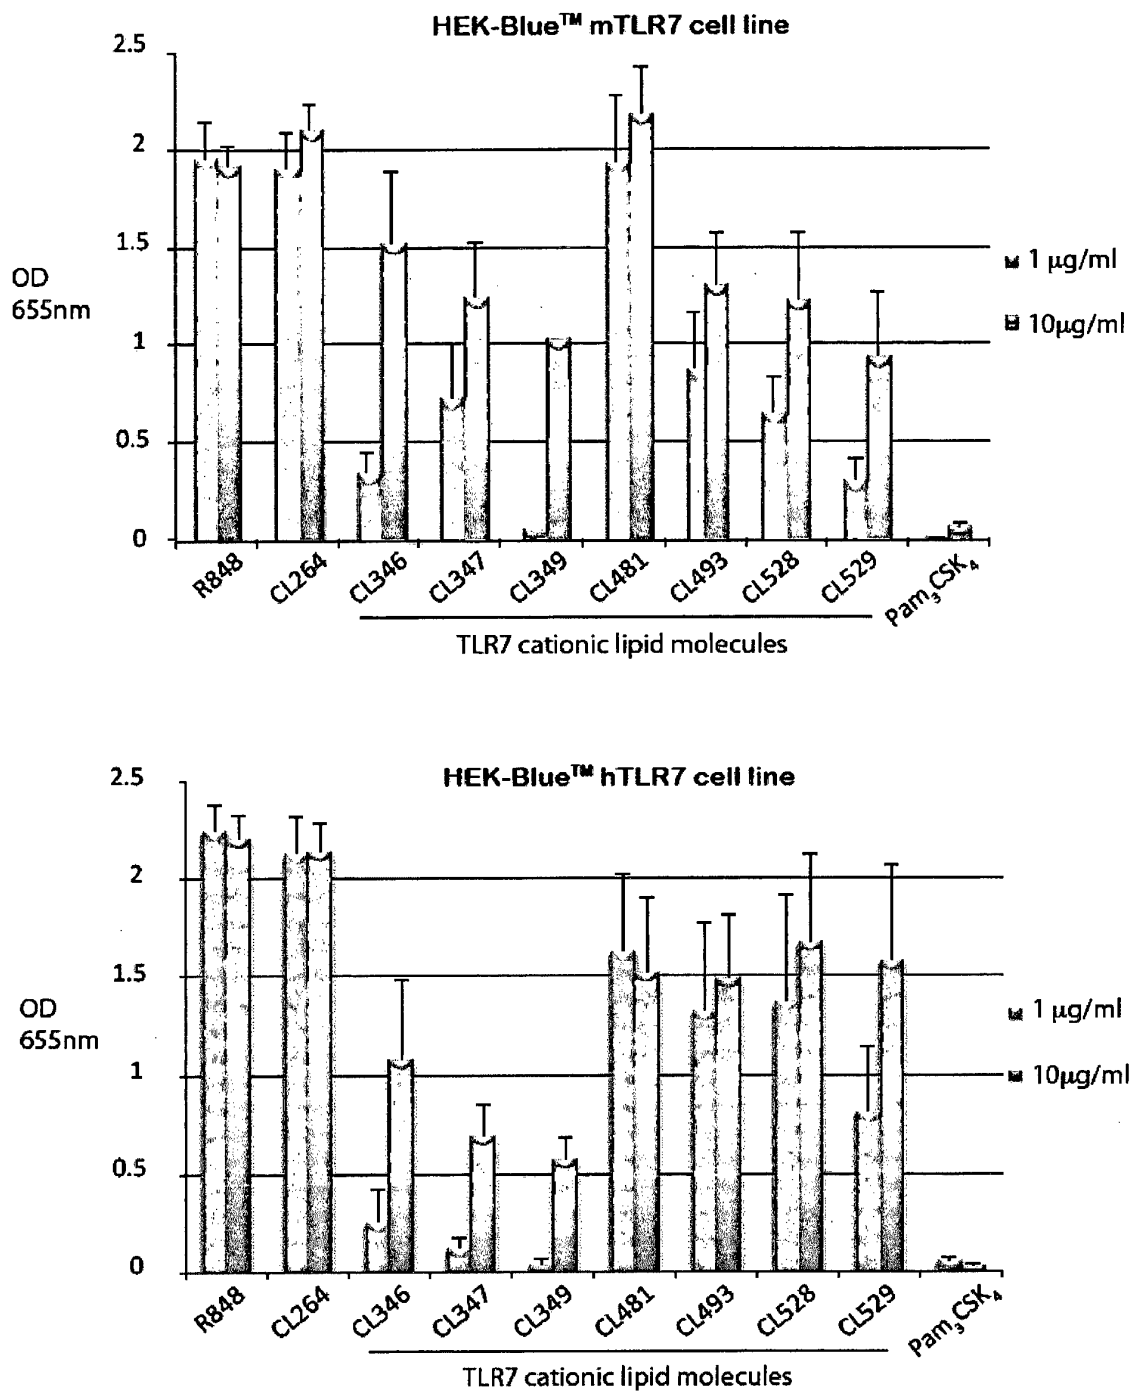 HEK-Blue™ mTLR7 cell line
2.5
2
1.5
1
0.5
0
OD
655nm
1 µg/ml
10µg/ml
R848
CL264
CL346
CL347
CL349
CL481
CL493
CL528
CL529
Pam₃CSK₄
TLR7 cationic lipid molecules
HEK-Blue™ hTLR7 cell line
2.5
2
1.5
1
0.5
0
OD
655nm
1 µg/ml
10µg/ml
R848
CL264
CL346
CL347
CL349
CL481
CL493
CL528
CL529
Pam₃CSK₄
TLR7 cationic lipid molecules